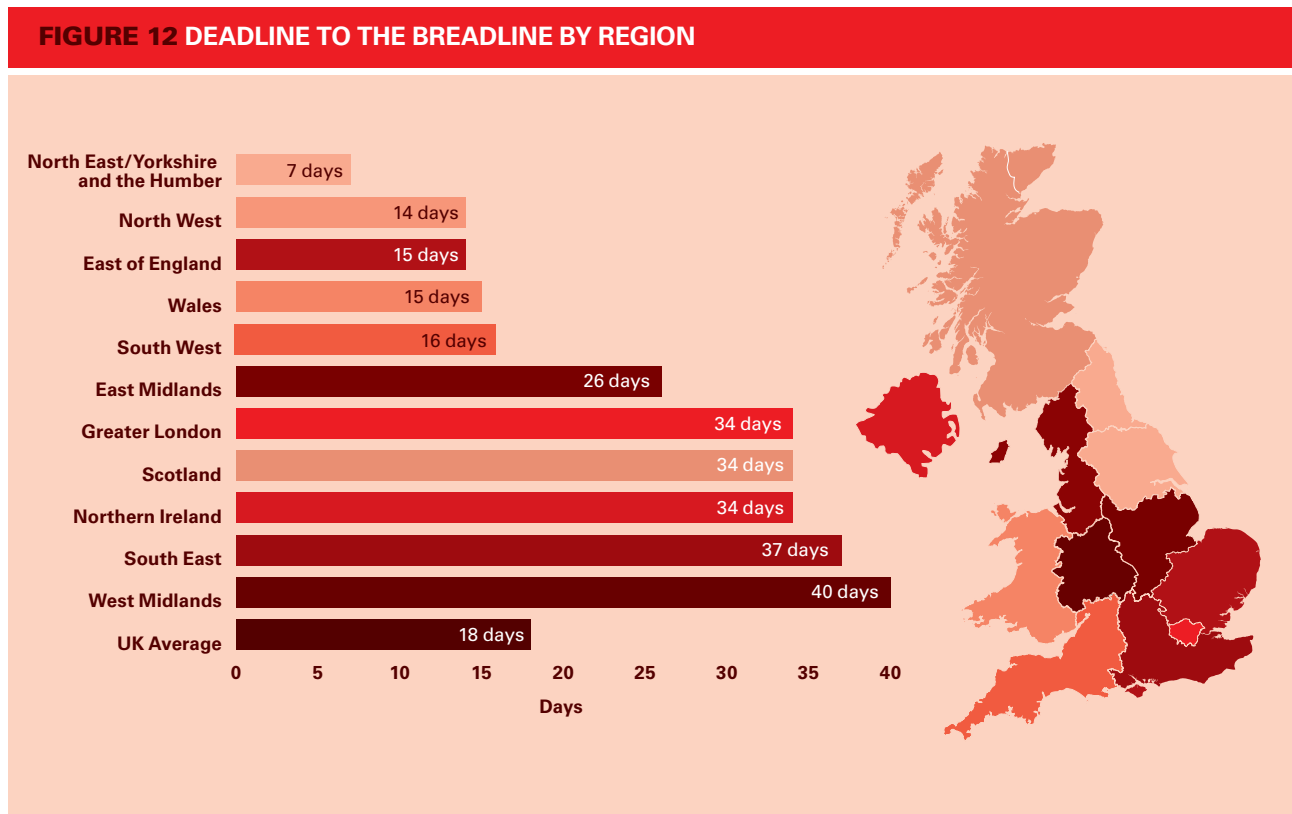 FIGURE 12 DEADLINE TO THE BREADLINE BY REGION
North East/Yorkshire
and the Humber
7 days
North West
14 days
East of England
15 days
Wales
15 days
South West
16 days
East Midlands
26 days
Greater London
34 days
Scotland
34 days
Northern Ireland
34 days
South East
37 days
West Midlands
40 days
UK Average
18 days
0 5 10 15 20 25 30 35 40
Days